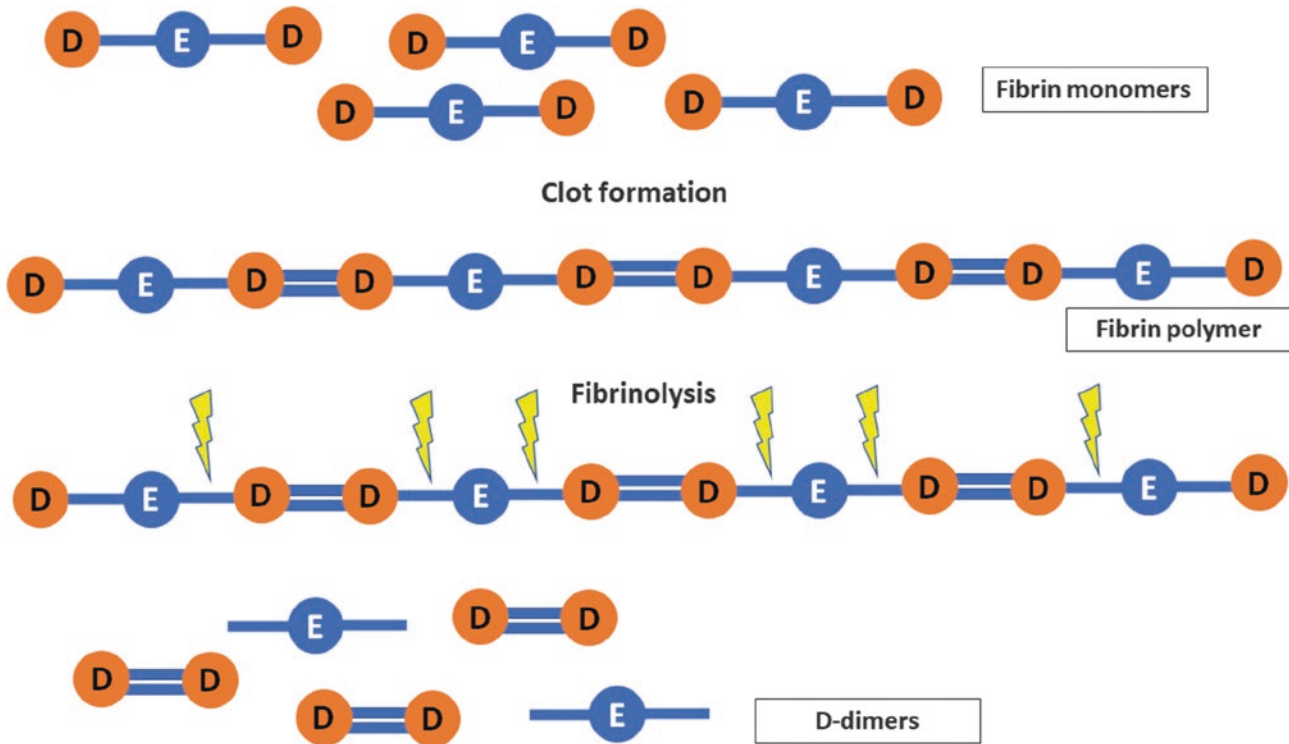 D E D D E D
D E D D E D
Fibrin monomers
Clot formation
D E D D E D D E D D E D
Fibrin polymer
Fibrinolysis
D E D D E D D E D D E D
E D D
D D
D D E
D-dimers